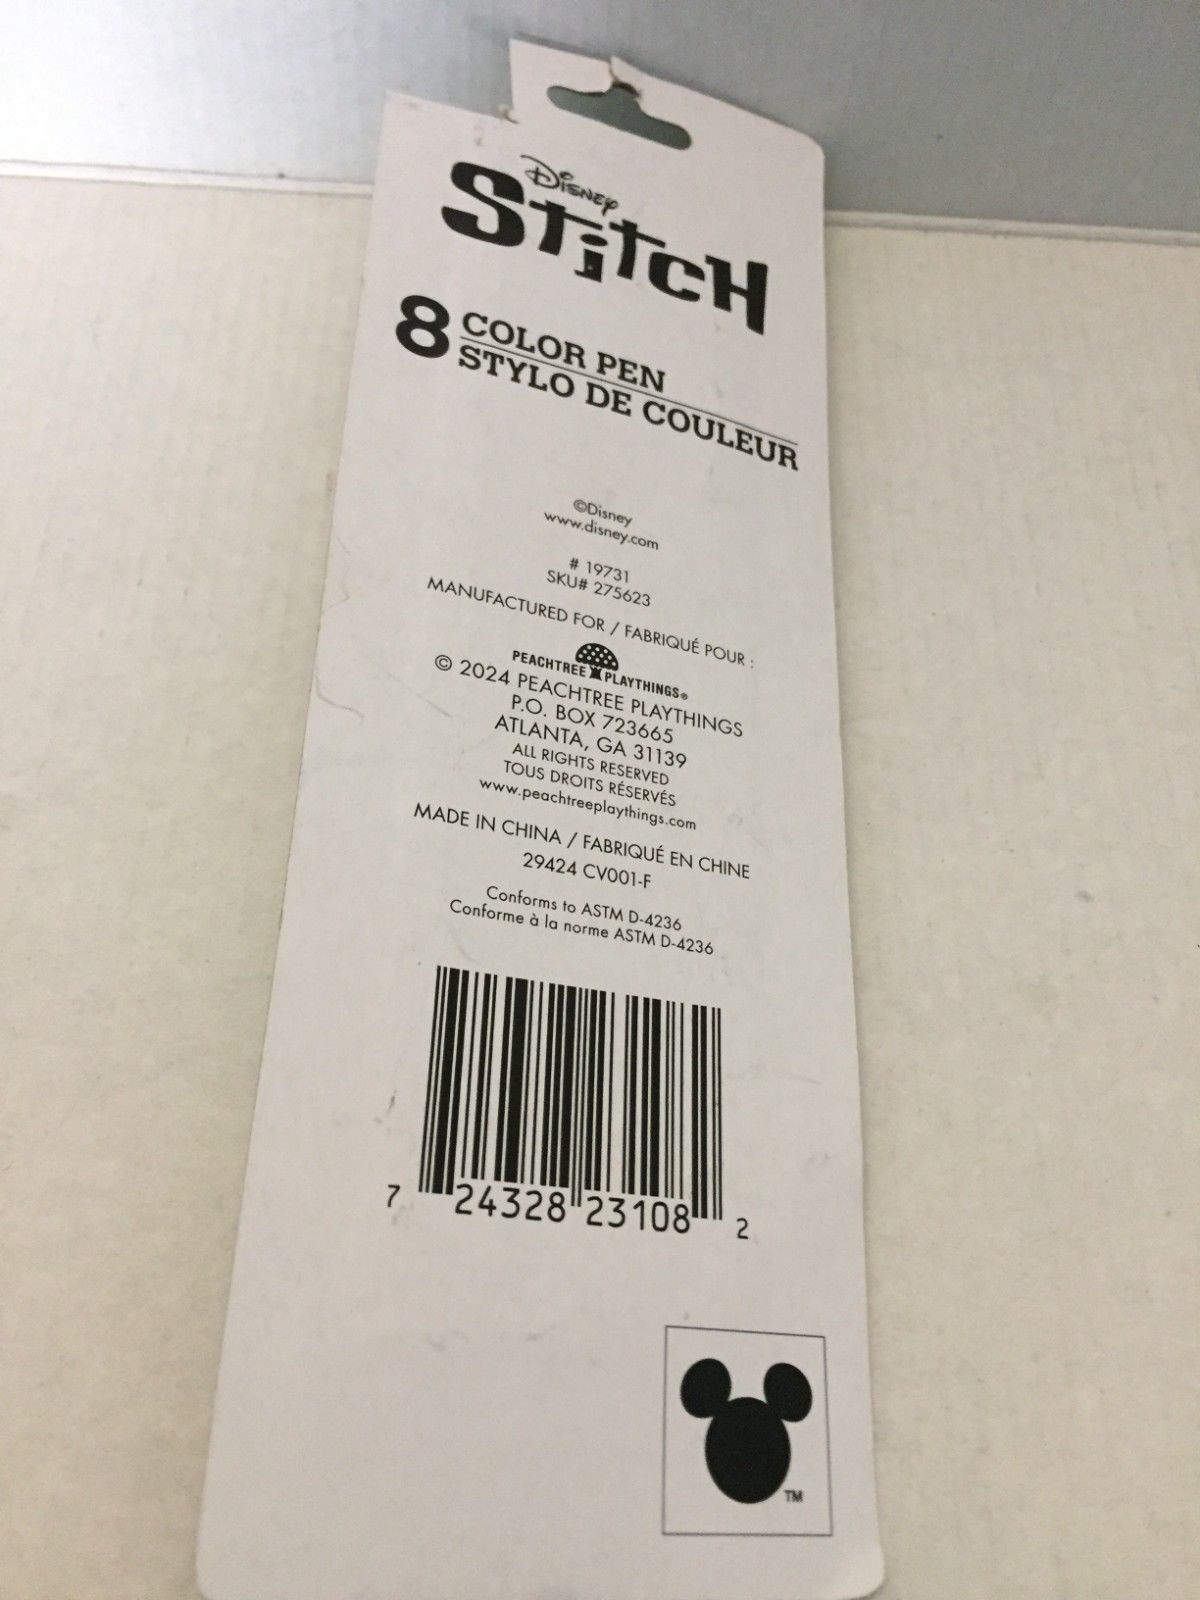 Disney
Stitch
8 COLOR PEN
STYLO DE COULEUR
©Disney
www.disney.com
# 19731
SKU# 275623
MANUFACTURED FOR / FABRIQUÉ POUR :
PEACHTREE PLAYTHINGS®
© 2024 PEACHTREE PLAYTHINGS
P.O. BOX 723665
ATLANTA, GA 31139
ALL RIGHTS RESERVED
TOUS DROITS RÉSERVÉS
www.peachtreeplaythings.com
MADE IN CHINA / FABRIQUÉ EN CHINE
29424 CV001-F
Conforms to ASTM D-4236
Conforme à la norme ASTM D-4236
7 24328 23108 2
TM